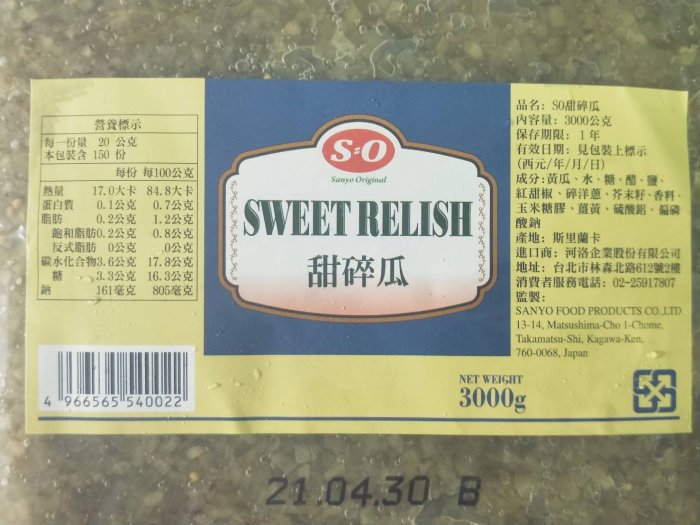 營養標示
每一份量 20 公克
本包裝含 150 份
每份 每100公克
熱量 17.0大卡 84.8大卡
蛋白質 0.1公克 0.7公克
脂肪 0.2公克 1.2公克
飽和脂肪0.2公克 0.8公克
反式脂肪 0公克 0公克
碳水化合物3.6公克 17.8公克
糖 3.3公克 16.3公克
鈉 161毫克 805毫克
4 966565 540022
S=O
Sanyo Original
SWEET RELISH
甜碎瓜
品名: SO甜碎瓜
內容量: 3000公克
保存期限: 1 年
有效日期: 見包裝上標示
(西元/年/月/日)
成分:黃瓜、水、糖、醋、鹽、
紅甜椒、碎洋蔥、芥末籽、香料、
玉米糖膠、薑黃、硫酸鋁、偏磷
酸鈉
產地: 斯里蘭卡
進口商: 河洛企業股份有限公司
地址: 台北市林森北路612號2樓
消費者服務電話: 02-25917807
監製:
SANYO FOOD PRODUCTS CO.,LTD
13-14, Matsushima-Cho 1-Chome,
Takamatsu-Shi, Kagawa-Ken,
760-0068, Japan
NET WEIGHT
3000g
21.04.30 B